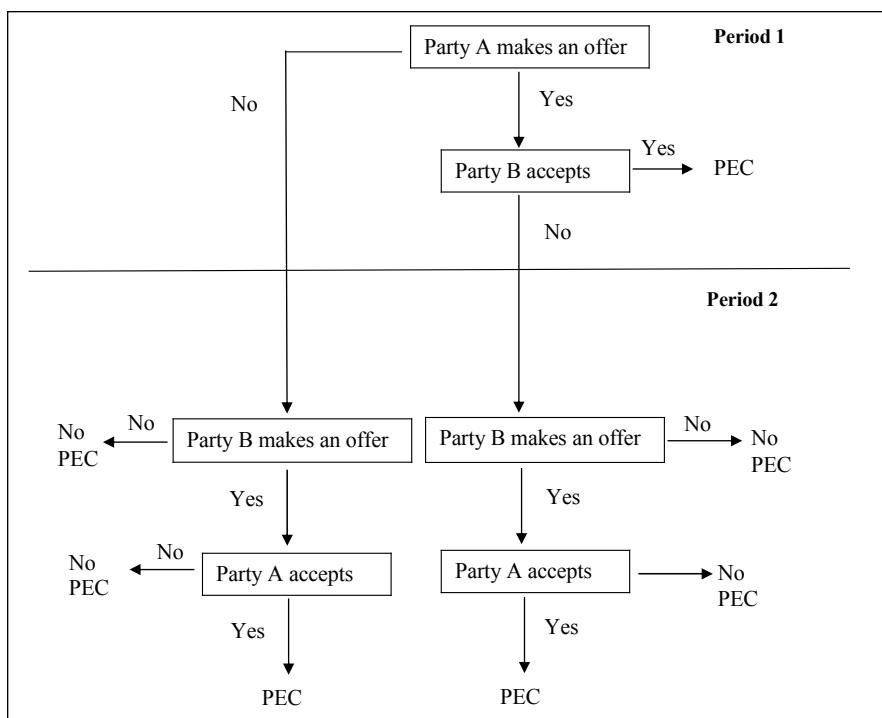 Party A makes an offer
Period 1
No
Yes
Party B accepts
Yes
PEC
No
Period 2
No
PEC
No
Party B makes an offer
Party B makes an offer
No
No
PEC
Yes
Yes
No
PEC
No
Party A accepts
Party A accepts
No
PEC
Yes
Yes
PEC
PEC